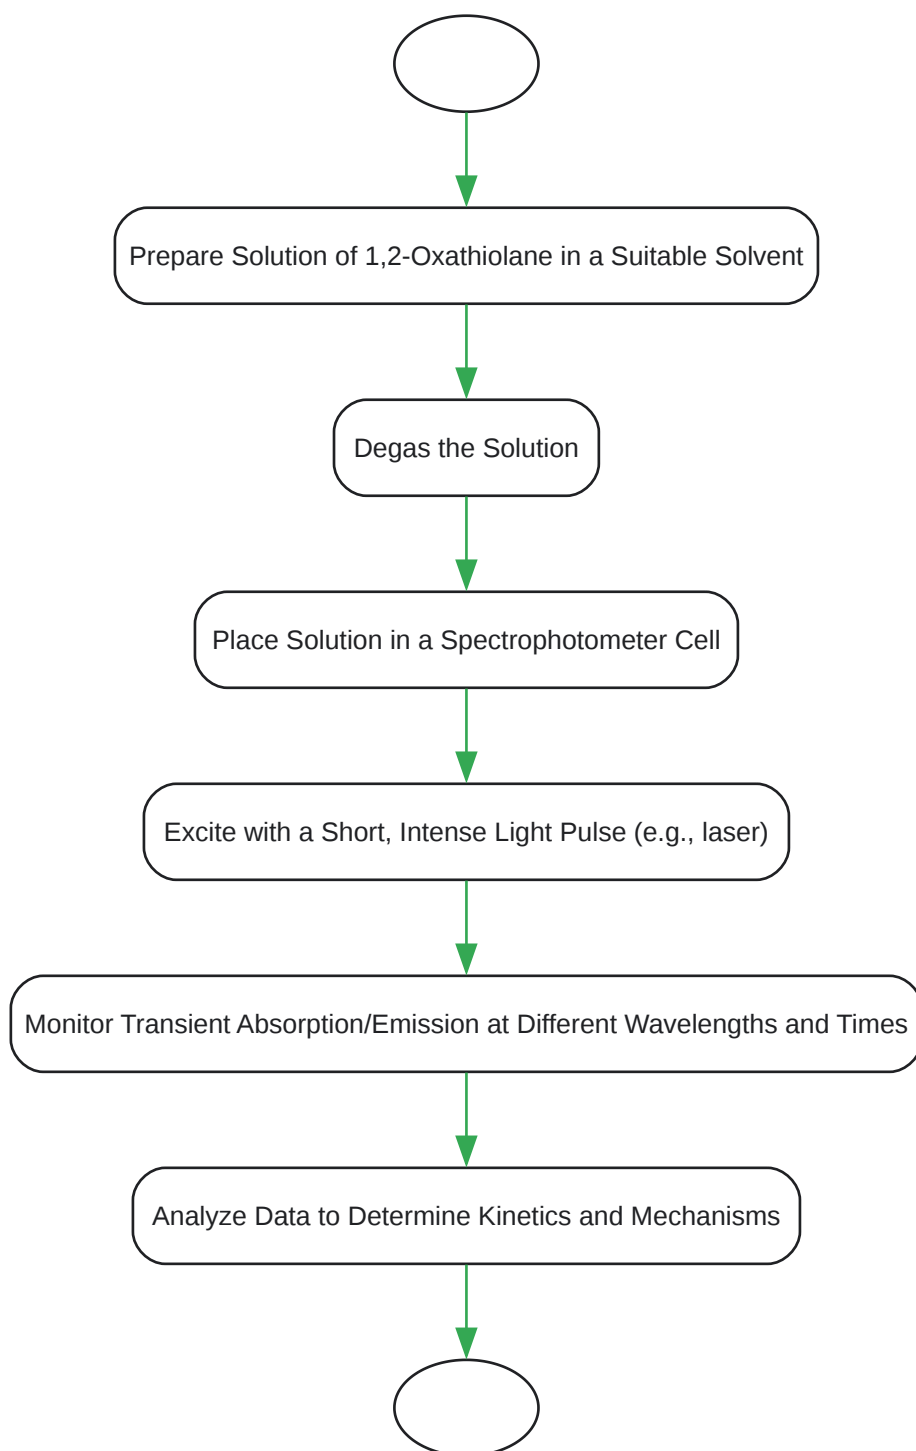 Prepare Solution of 1,2-Oxathiolane in a Suitable Solvent
Degas the Solution
Place Solution in a Spectrophotometer Cell
Excite with a Short, Intense Light Pulse (e.g., laser)
Monitor Transient Absorption/Emission at Different Wavelengths and Times
Analyze Data to Determine Kinetics and Mechanisms